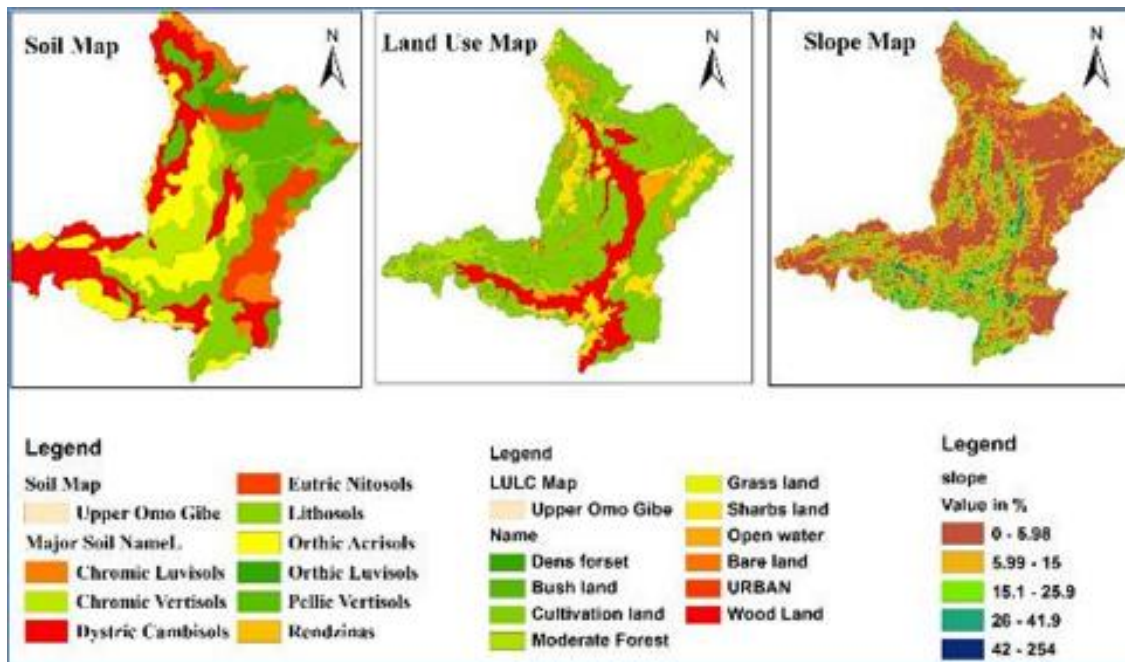 Soil Map
N
Land Use Map
N
Slope Map
N
Legend
Soil Map
Upper Omo Gibe
Major Soil NameL
Chromic Luvisols
Chromic Vertisols
Dystric Cambisols
Eutric Nitosols
Lithosols
Orthic Acrisols
Orthic Luvisols
Pellic Vertisols
Rendzinas
Legend
LULC Map
Upper Omo Gibe
Name
Dens forset
Bush land
Cultivation land
Moderate Forest
Grass land
Sharbs land
Open water
Bare land
URBAN
Wood Land
Legend
slope
Value in %
0 - 5.98
5.99 - 15
15.1 - 25.9
26 - 41.9
42 - 254